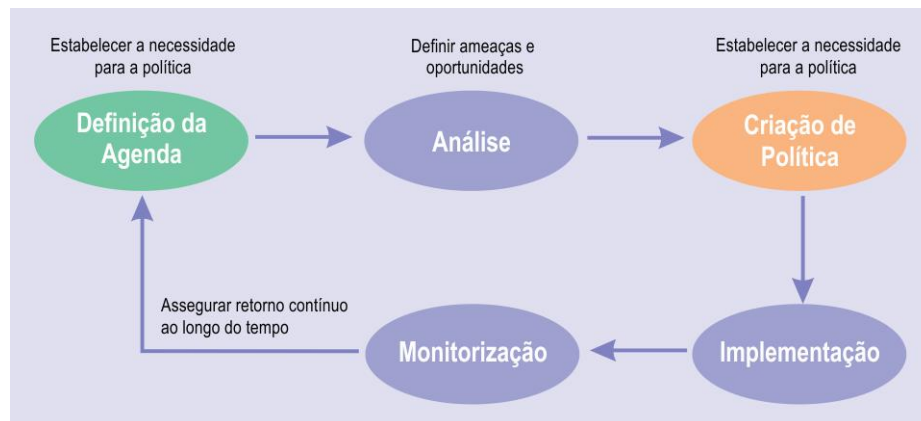 Estabelecer a necessidade
para a política
Definição da
Agenda
Definir ameaças e
oportunidades
Análise
Estabelecer a necessidade
para a política
Criação de
Política
Implementação
Monitorização
Assegurar retorno contínuo
ao longo do tempo